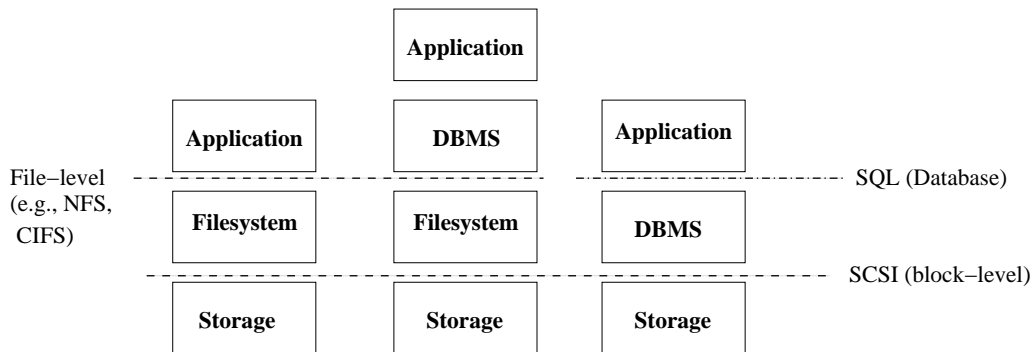 Application
Application
DBMS
Application
File−level
(e.g., NFS,
CIFS)
SQL (Database)
Filesystem
Filesystem
DBMS
SCSI (block−level)
Storage
Storage
Storage